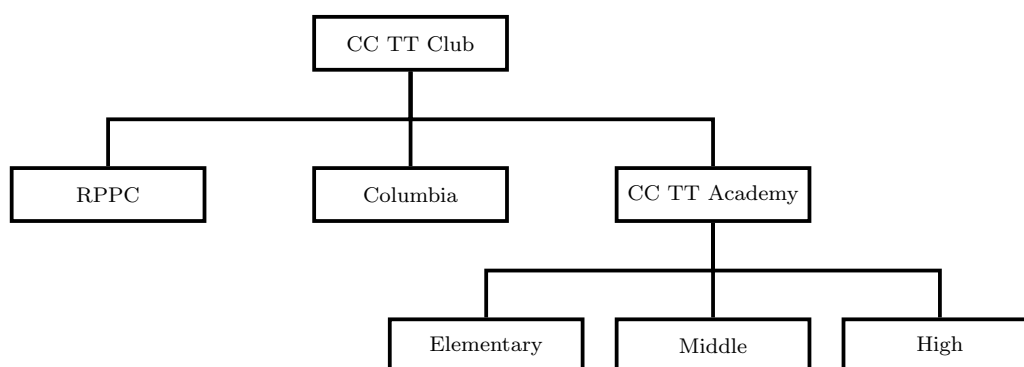 CC TT Club
RPPC
Columbia
CC TT Academy
Elementary
Middle
High